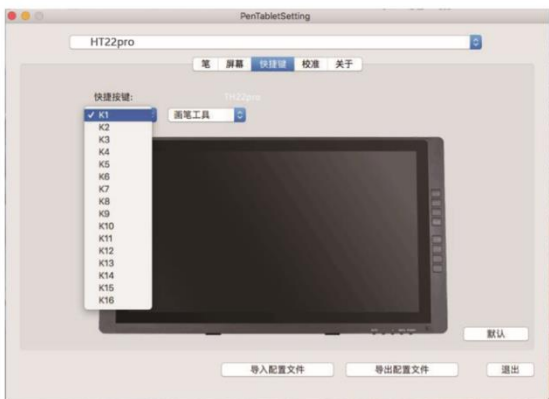 PenTabletSetting
HT22pro
笔 屏幕 快捷键 校准 关于
快捷按键: TH22pro
✓ K1 画笔工具
K2
K3
K4
K5
K6
K7
K8
K9
K10
K11
K12
K13
K14
K15
K16
默认
导入配置文件 导出配置文件 退出